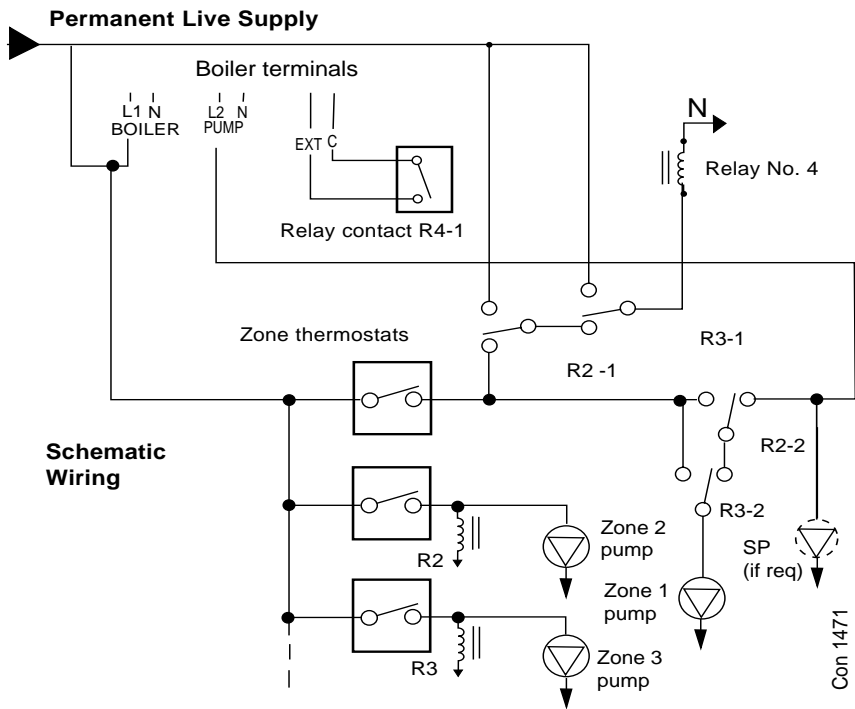 Permanent Live Supply
Boiler terminals
L1 N
BOILER
L2 N
PUMP
EXT C
N
Relay No. 4
Relay contact R4-1
Zone thermostats
R3-1
R2 -1
Schematic
Wiring
R2-2
R3-2
R2
Zone 2
pump
SP
(if req)
Zone 1
pump
R3
Zone 3
pump
Con 1471